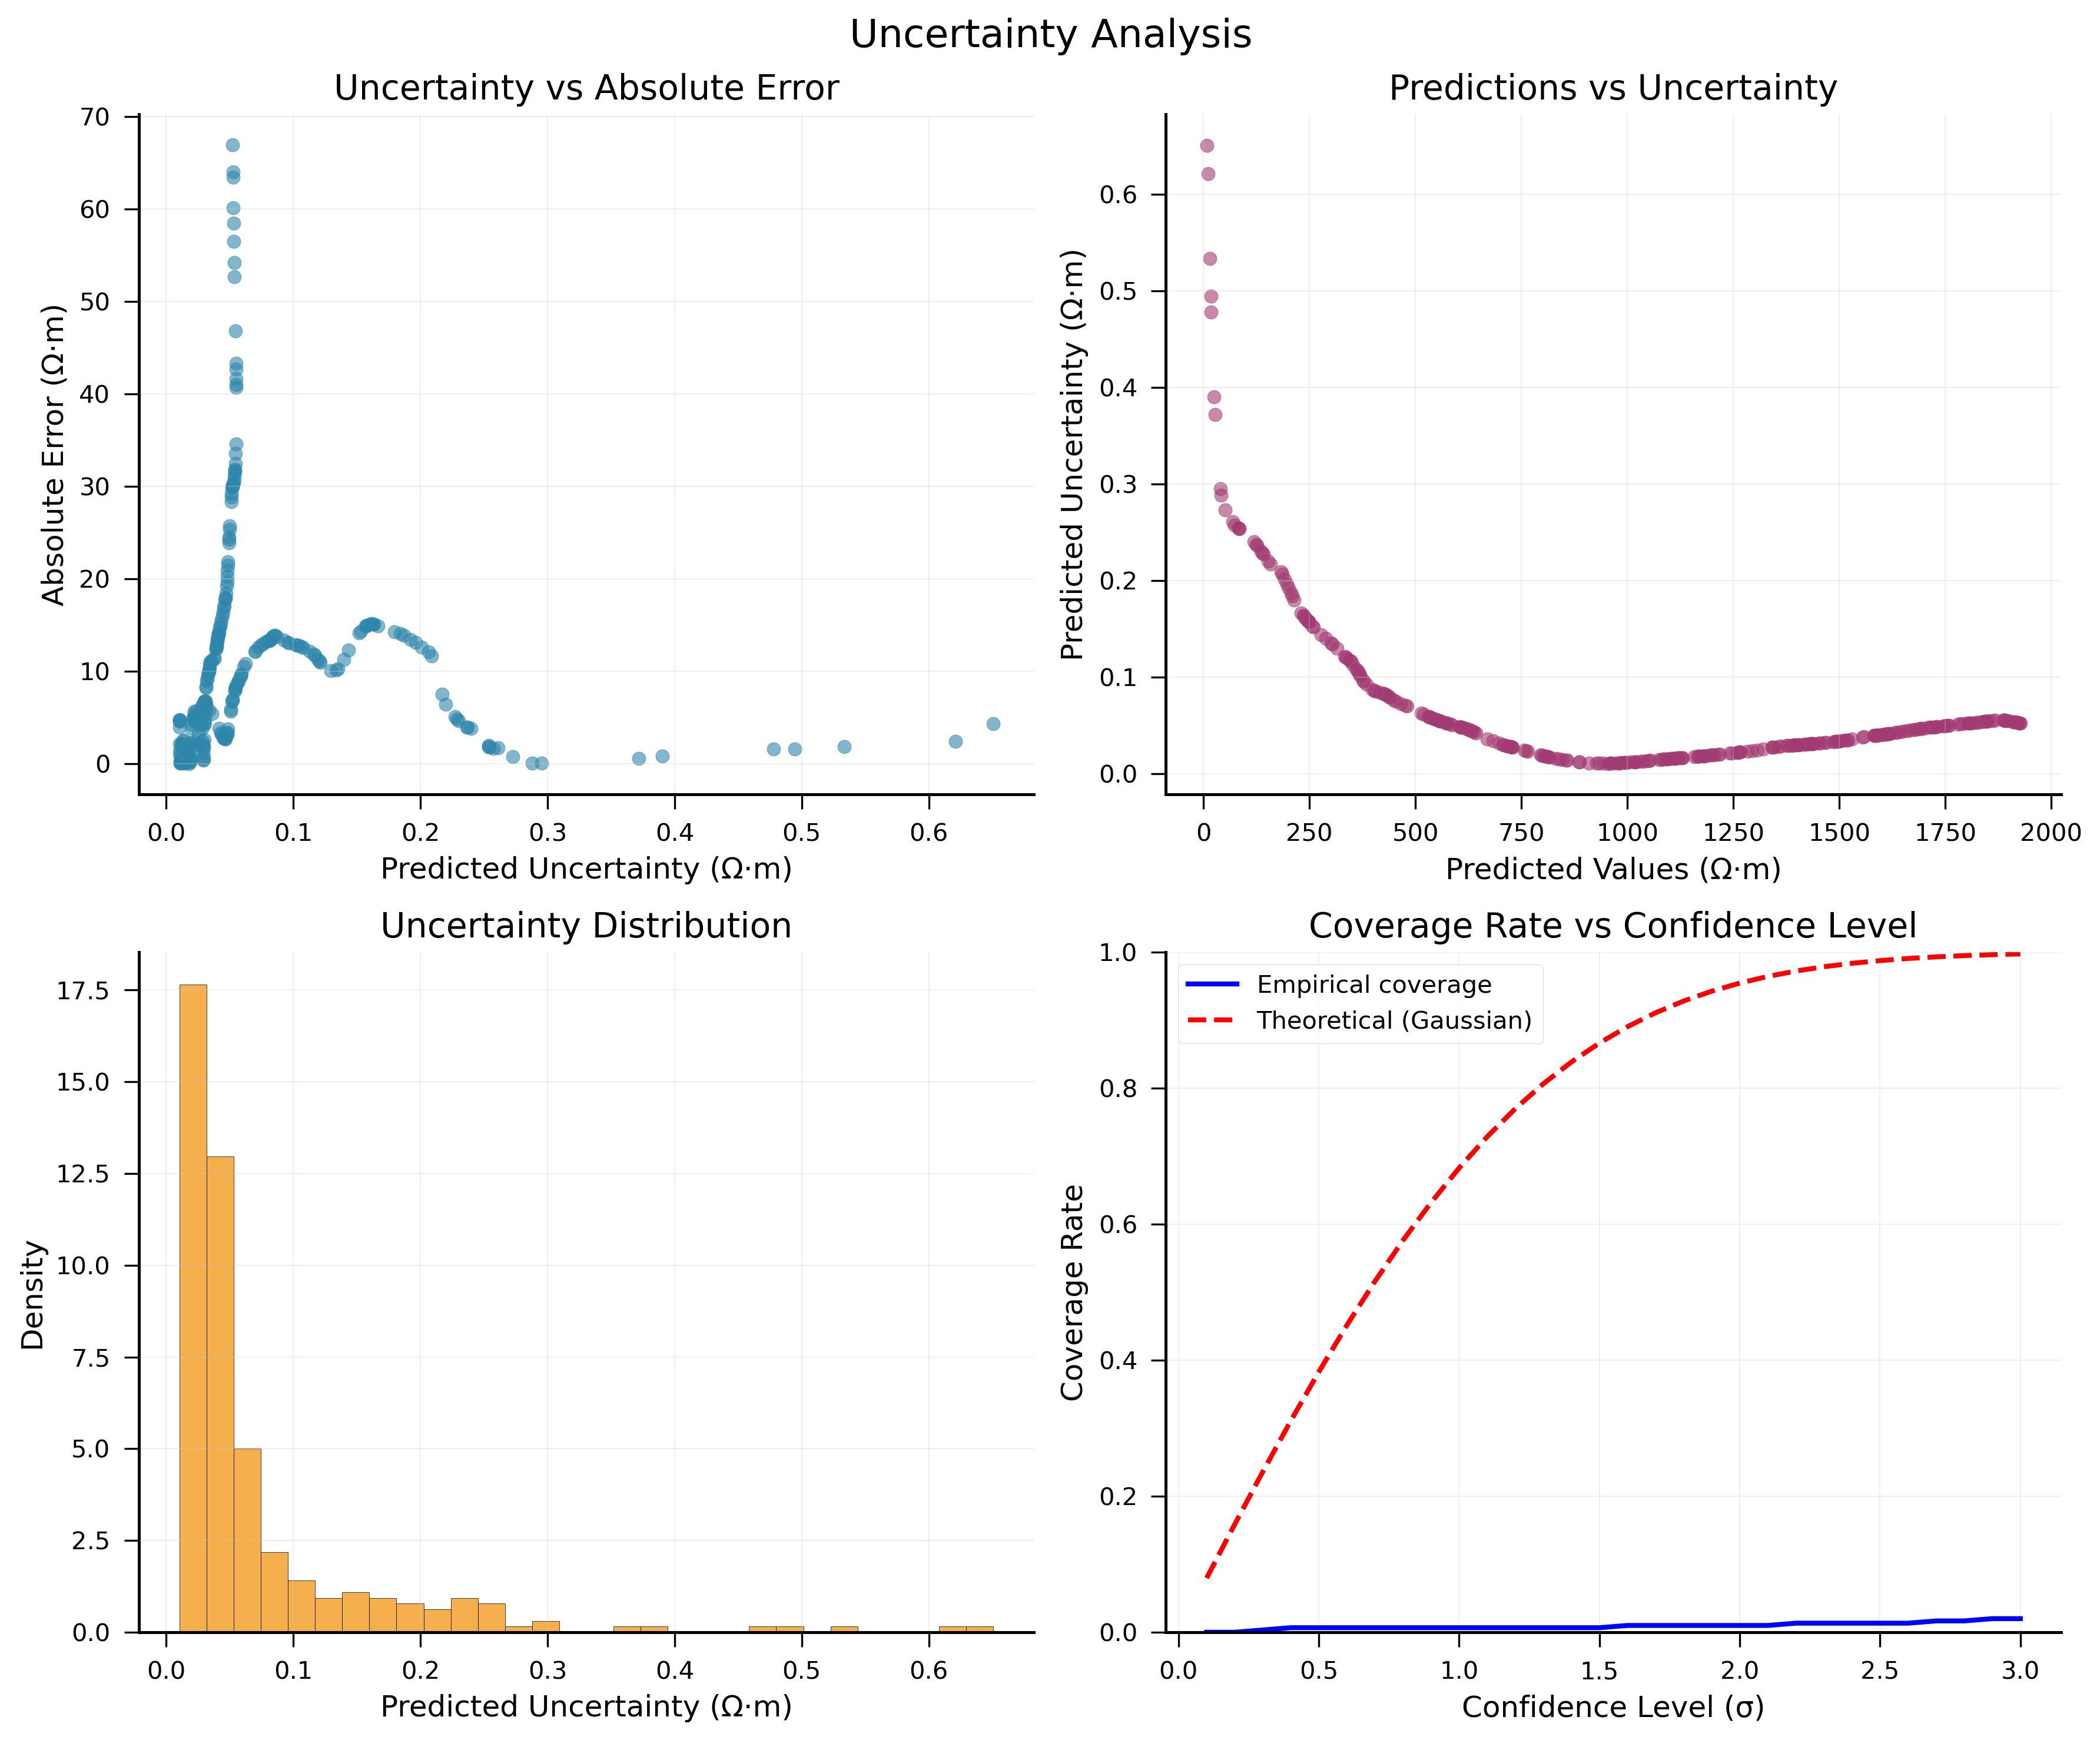 Uncertainty Analysis
Uncertainty vs Absolute Error
70
60
50
40
30
20
10
0
Absolute Error (Ω·m)
0.0 0.1 0.2 0.3 0.4 0.5 0.6
Predicted Uncertainty (Ω·m)
Predictions vs Uncertainty
0.6
0.5
0.4
0.3
0.2
0.1
0.0
Predicted Uncertainty (Ω·m)
0 250 500 750 1000 1250 1500 1750 2000
Predicted Values (Ω·m)
Uncertainty Distribution
17.5
15.0
12.5
10.0
7.5
5.0
2.5
0.0
Density
0.0 0.1 0.2 0.3 0.4 0.5 0.6
Predicted Uncertainty (Ω·m)
Coverage Rate vs Confidence Level
1.0
0.8
0.6
0.4
0.2
0.0
Coverage Rate
Empirical coverage
Theoretical (Gaussian)
0.0 0.5 1.0 1.5 2.0 2.5 3.0
Confidence Level (σ)